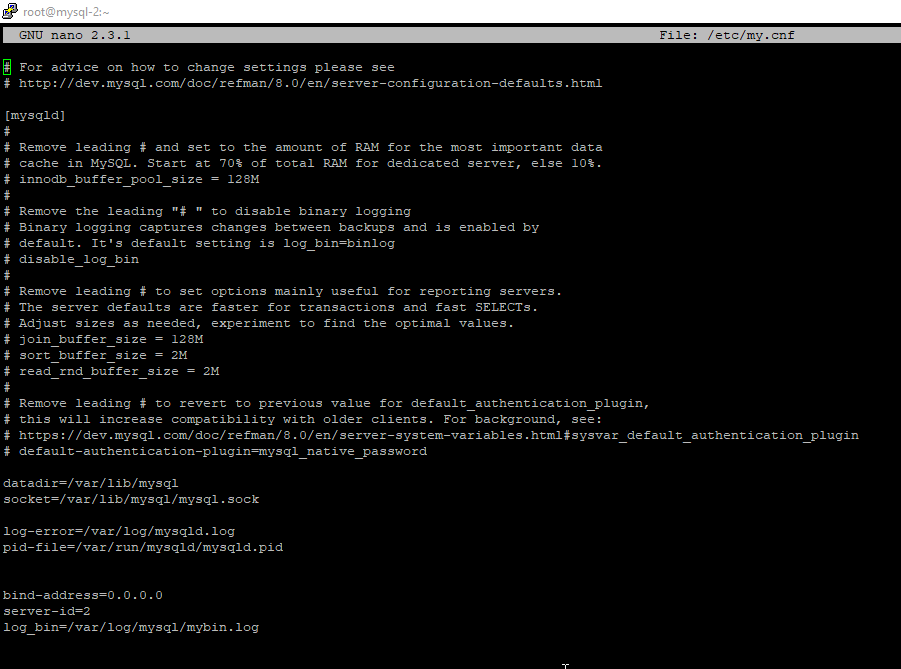 root@mysql-2:~
GNU nano 2.3.1 File: /etc/my.cnf
# For advice on how to change settings please see
# http://dev.mysql.com/doc/refman/8.0/en/server-configuration-defaults.html
[mysqld]
#
# Remove leading # and set to the amount of RAM for the most important data
# cache in MySQL. Start at 70% of total RAM for dedicated server, else 10%.
# innodb_buffer_pool_size = 128M
#
# Remove the leading "# " to disable binary logging
# Binary logging captures changes between backups and is enabled by
# default. It's default setting is log_bin=binlog
# disable_log_bin
#
# Remove leading # to set options mainly useful for reporting servers.
# The server defaults are faster for transactions and fast SELECTs.
# Adjust sizes as needed, experiment to find the optimal values.
# join_buffer_size = 128M
# sort_buffer_size = 2M
# read_rnd_buffer_size = 2M
#
# Remove leading # to revert to previous value for default_authentication_plugin,
# this will increase compatibility with older clients. For background, see:
# https://dev.mysql.com/doc/refman/8.0/en/server-system-variables.html#sysvar_default_authentication_plugin
# default-authentication-plugin=mysql_native_password
datadir=/var/lib/mysql
socket=/var/lib/mysql/mysql.sock
log-error=/var/log/mysqld.log
pid-file=/var/run/mysqld/mysqld.pid
bind-address=0.0.0.0
server-id=2
log_bin=/var/log/mysql/mybin.log